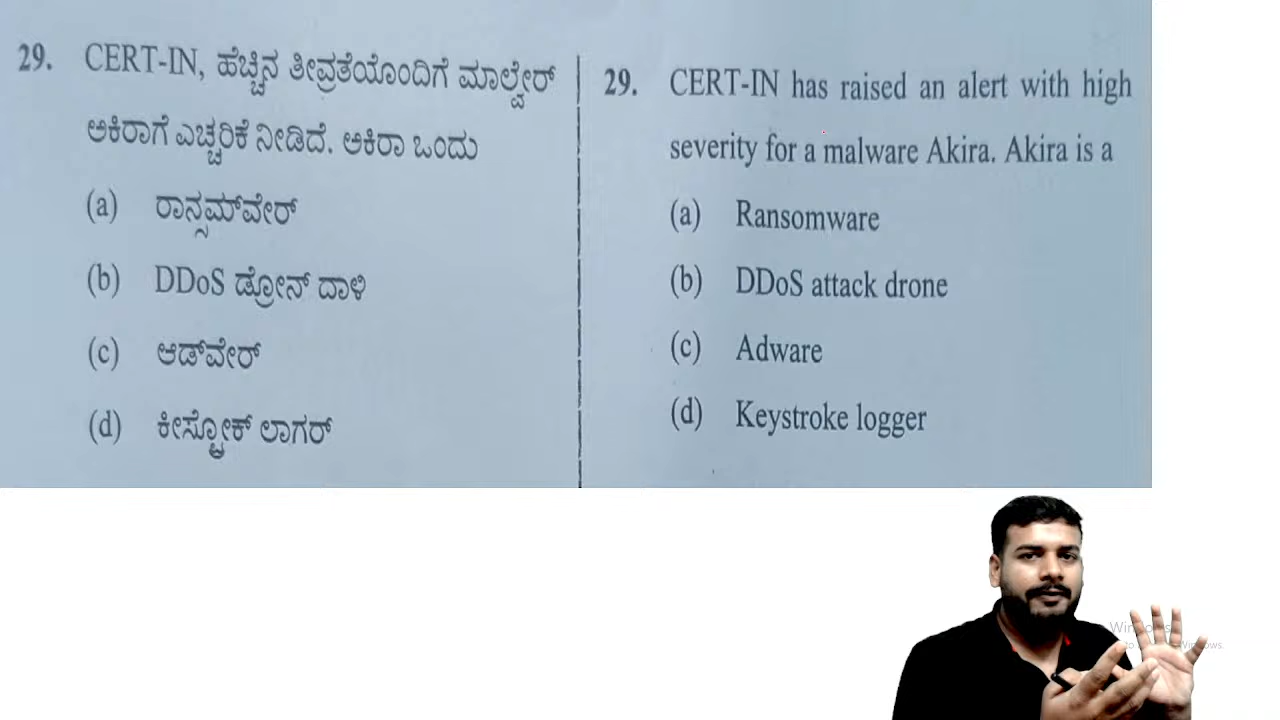 29. CERT-IN, ಹೆಚ್ಚಿನ ತೀವ್ರತೆಯೊಂದಿಗೆ ಮಾಲ್ವೇರ್
ಅಕಿರಾಗೆ ಎಚ್ಚರಿಕೆ ನೀಡಿದೆ. ಅಕಿರಾ ಒಂದು
(a) ರಾನ್ಸಮ್‌ವೇರ್
(b) DDoS ಡ್ರೋನ್ ದಾಳಿ
(c) ಆಡ್‌ವೇರ್
(d) ಕೀಸ್ಟ್ರೋಕ್ ಲಾಗರ್
29. CERT-IN has raised an alert with high
severity for a malware Akira. Akira is a
(a) Ransomware
(b) DDoS attack drone
(c) Adware
(d) Keystroke logger